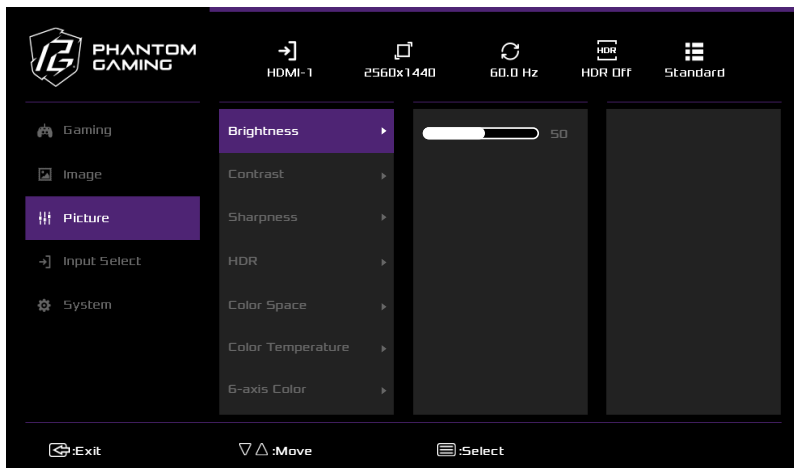 PHANTOM
GAMING
HDMI-1
2560x1440
60.0 Hz
HDR
HDR Off
Standard
Gaming
Image
Picture
Input Select
System
Brightness
Contrast
Sharpness
HDR
Color Space
Color Temperature
6-axis Color
50
:Exit
:Move
:Select